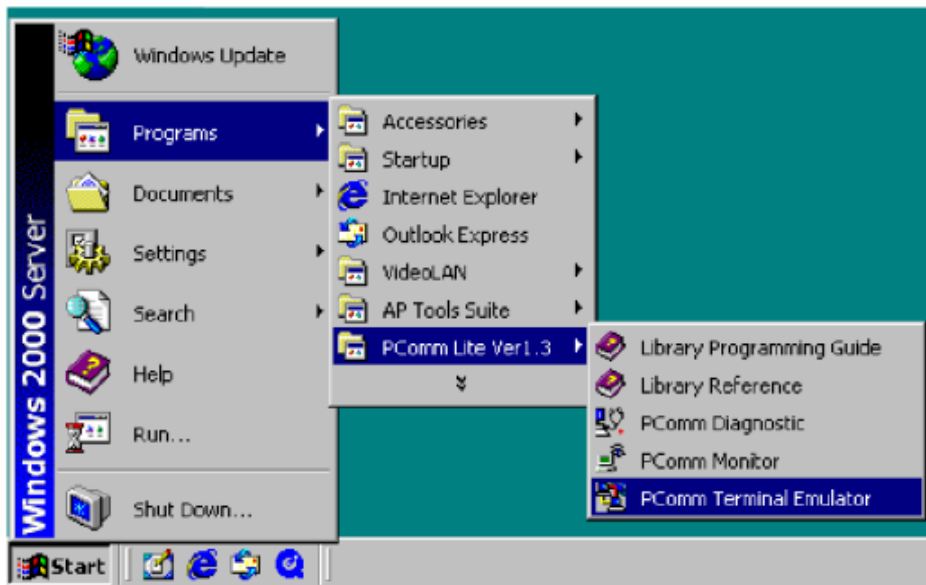 Windows 2000 Server
Windows Update
Programs
Documents
Settings
Search
Help
Run...
Shut Down...
Accessories
Startup
Internet Explorer
Outlook Express
VideoLAN
AP Tools Suite
PComm Lite Ver1.3
Library Programming Guide
Library Reference
PComm Diagnostic
PComm Monitor
PComm Terminal Emulator
Start